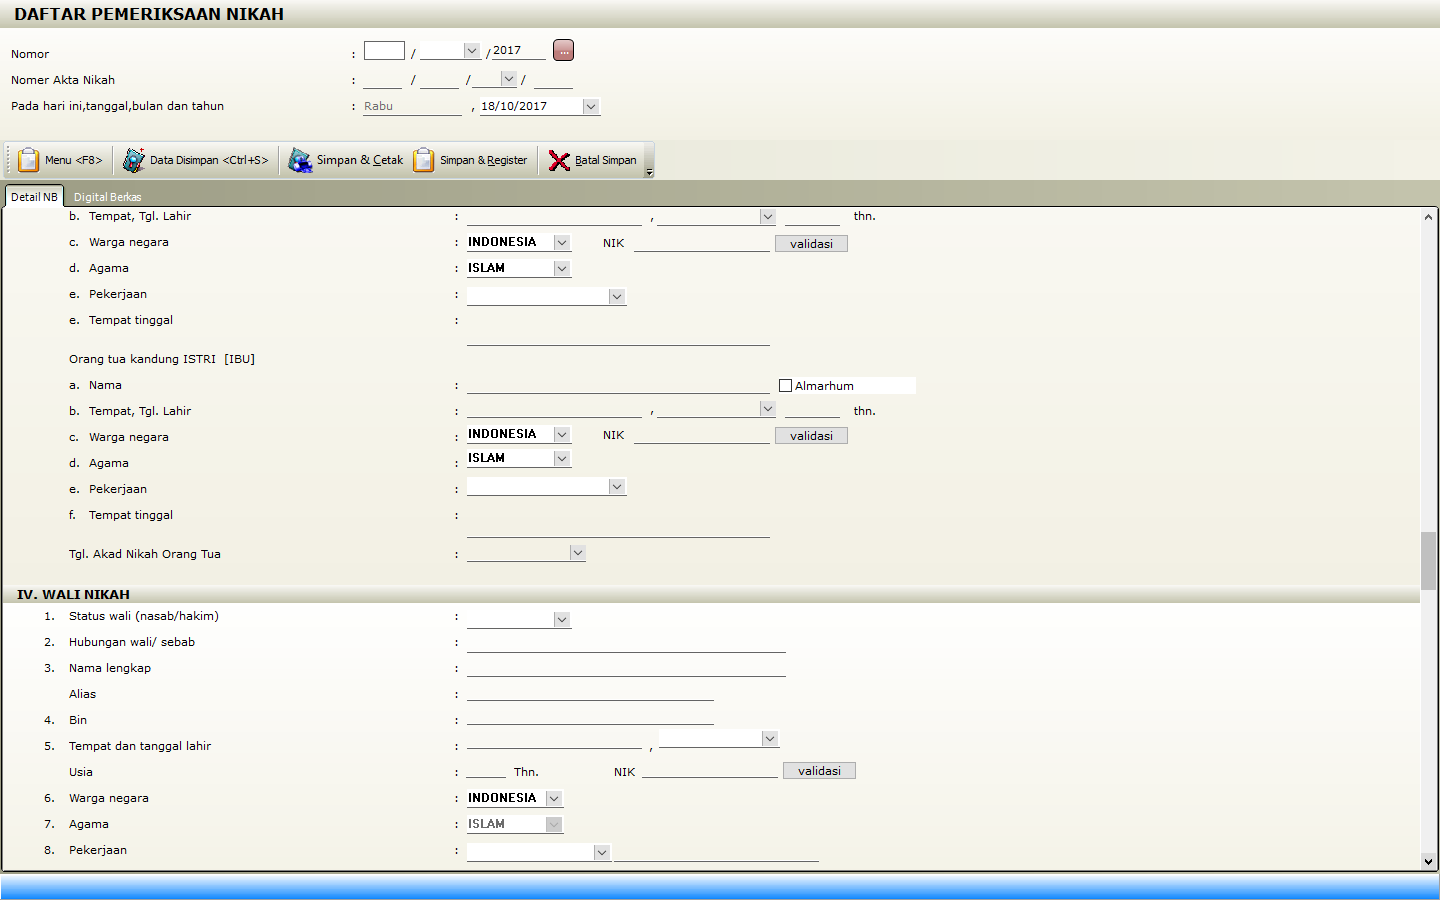 DAFTAR PEMERIKSAAN NIKAH
Nomor : / / 2017 ...
Nomer Akta Nikah : / / /
Pada hari ini,tanggal,bulan dan tahun : Rabu , 18/10/2017
Menu <F8> Data Disimpan <Ctrl+S> Simpan & Cetak Simpan & Register Batal Simpan
Detail NB Digital Berkas
b. Tempat, Tgl. Lahir : , thn.
c. Warga negara : INDONESIA NIK validasi
d. Agama : ISLAM
e. Pekerjaan :
e. Tempat tinggal :
Orang tua kandung ISTRI [IBU]
a. Nama : Almarhum
b. Tempat, Tgl. Lahir : , thn.
c. Warga negara : INDONESIA NIK validasi
d. Agama : ISLAM
e. Pekerjaan :
f. Tempat tinggal :
Tgl. Akad Nikah Orang Tua :
IV. WALI NIKAH
1. Status wali (nasab/hakim) :
2. Hubungan wali/ sebab :
3. Nama lengkap :
Alias :
4. Bin :
5. Tempat dan tanggal lahir : ,
Usia : Thn. NIK validasi
6. Warga negara : INDONESIA
7. Agama : ISLAM
8. Pekerjaan :